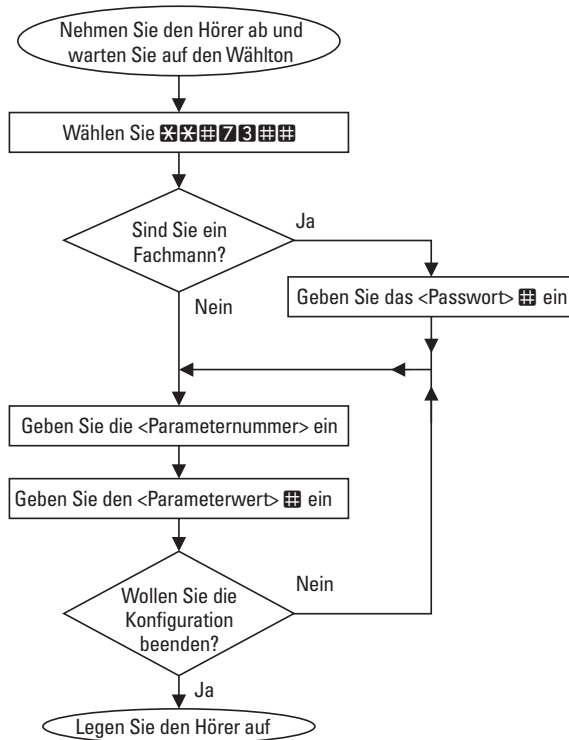 Nehmen Sie den Hörer ab und
warten Sie auf den Wählton
Wählen Sie **#73##
Sind Sie ein
Fachmann?
Ja
Nein
Geben Sie das <Passwort> # ein
Geben Sie die <Parameternummer> ein
Geben Sie den <Parameterwert> # ein
Wollen Sie die
Konfiguration
beenden?
Nein
Ja
Legen Sie den Hörer auf